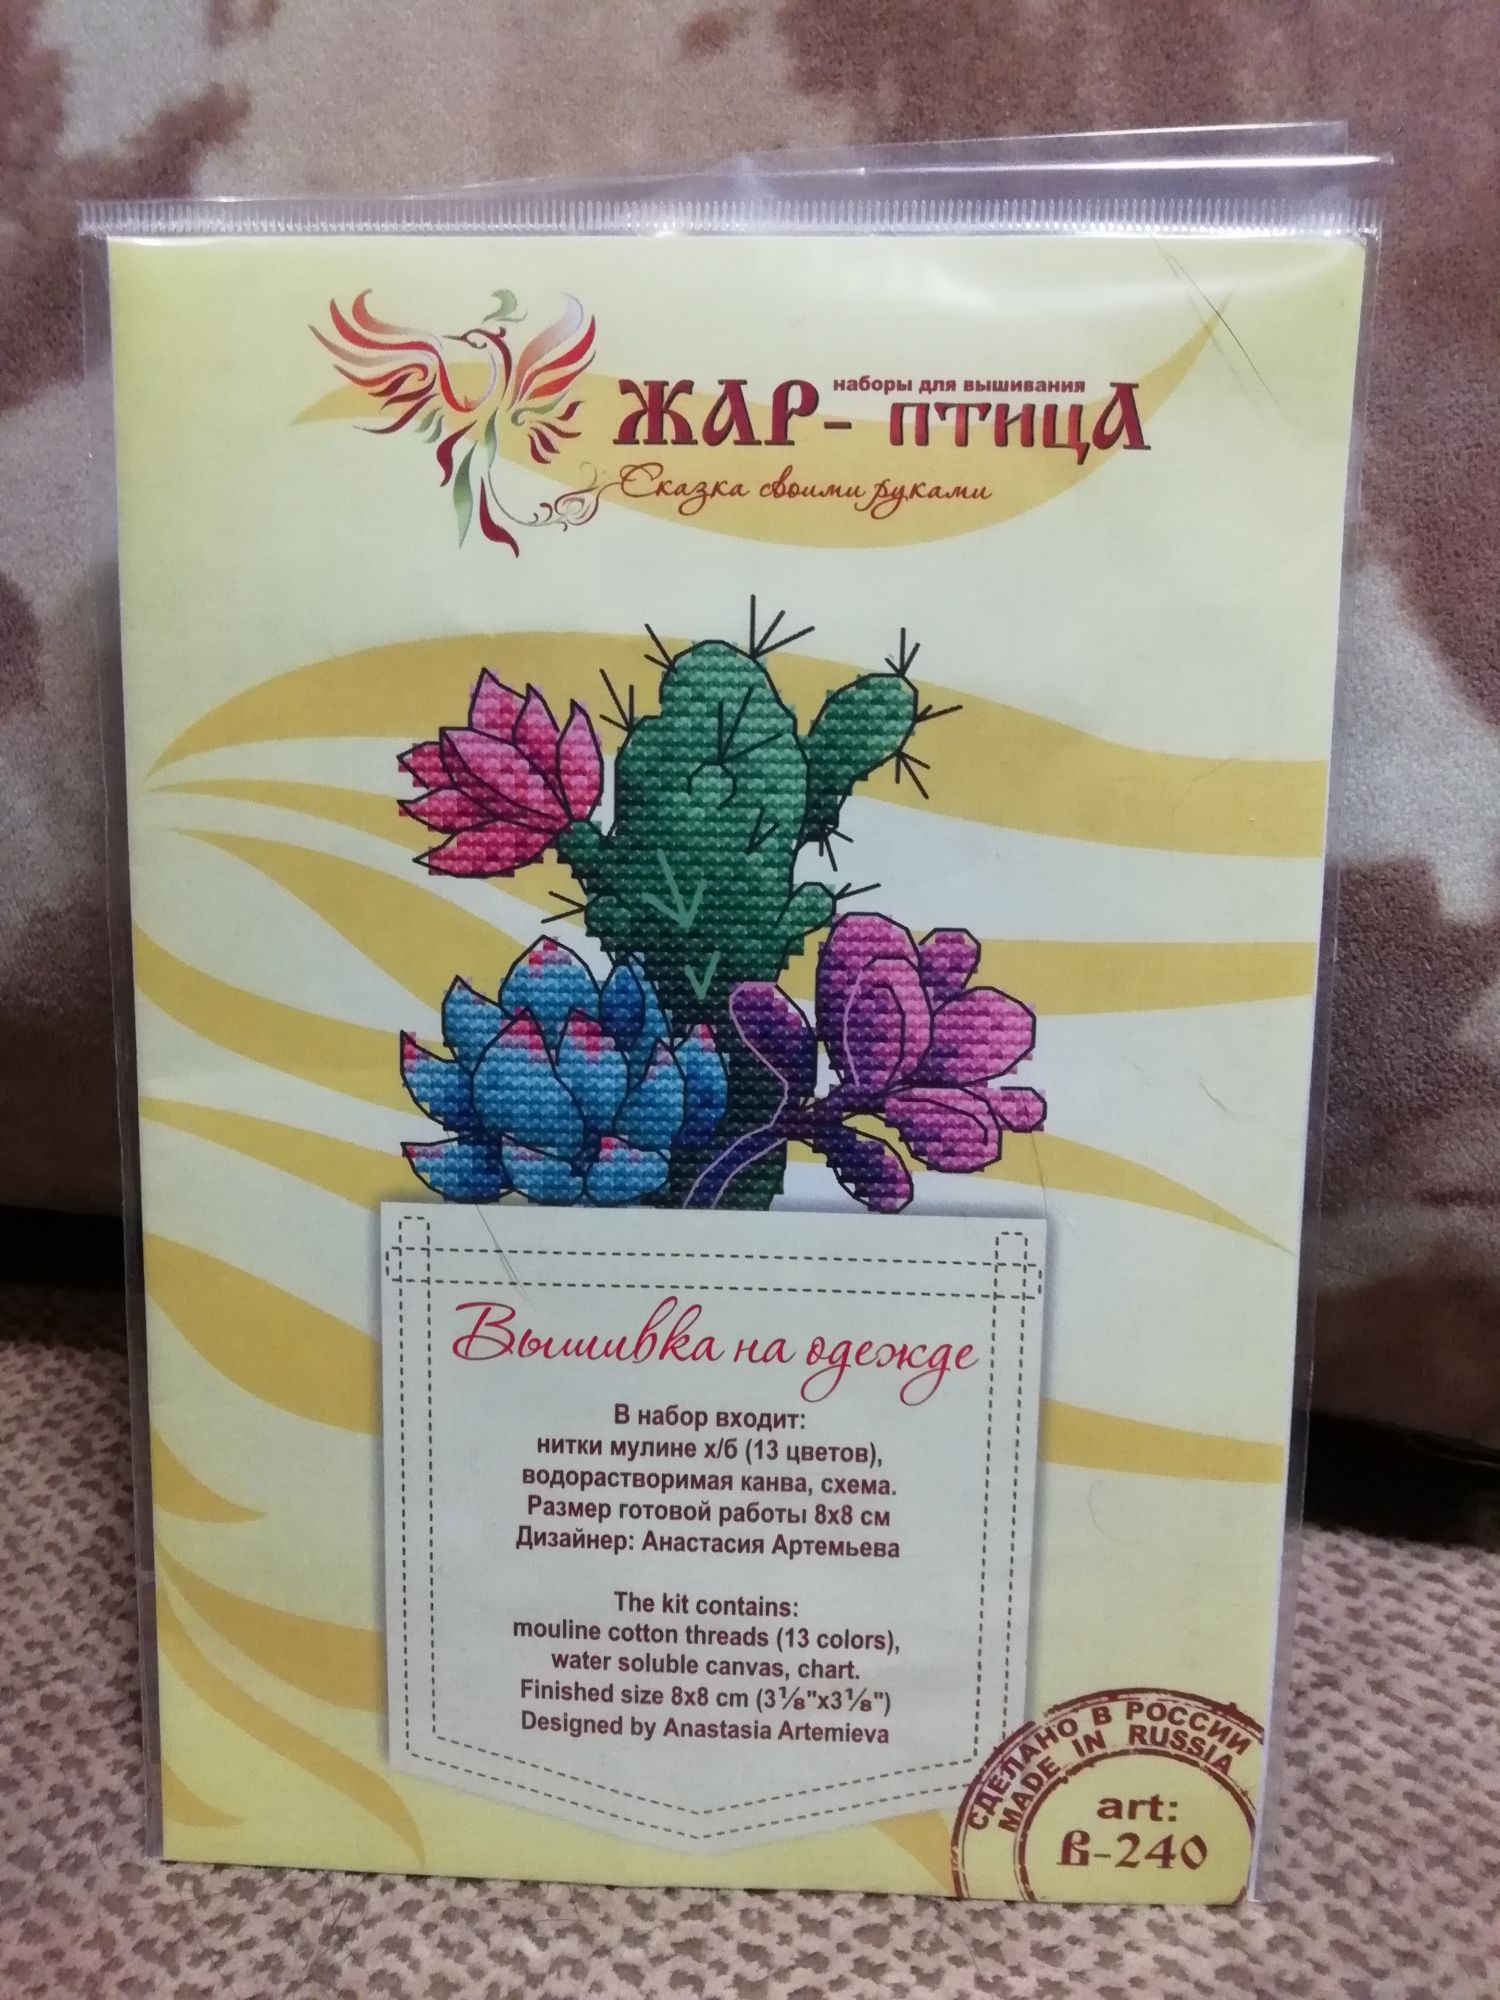 наборы для вышивания
ЖАР-ПТИЦА
Сказка своими руками
Вышивка на одежде
В набор входит:
нитки мулине х/б (13 цветов),
водорастворимая канва, схема.
Размер готовой работы 8x8 см
Дизайнер: Анастасия Артемьева
The kit contains:
mouline cotton threads (13 colors),
water soluble canvas, chart.
Finished size 8x8 cm (3⅛"x3⅛")
Designed by Anastasia Artemieva
СДЕЛАНО В РОССИИ
MADE IN RUSSIA
art:
В-240